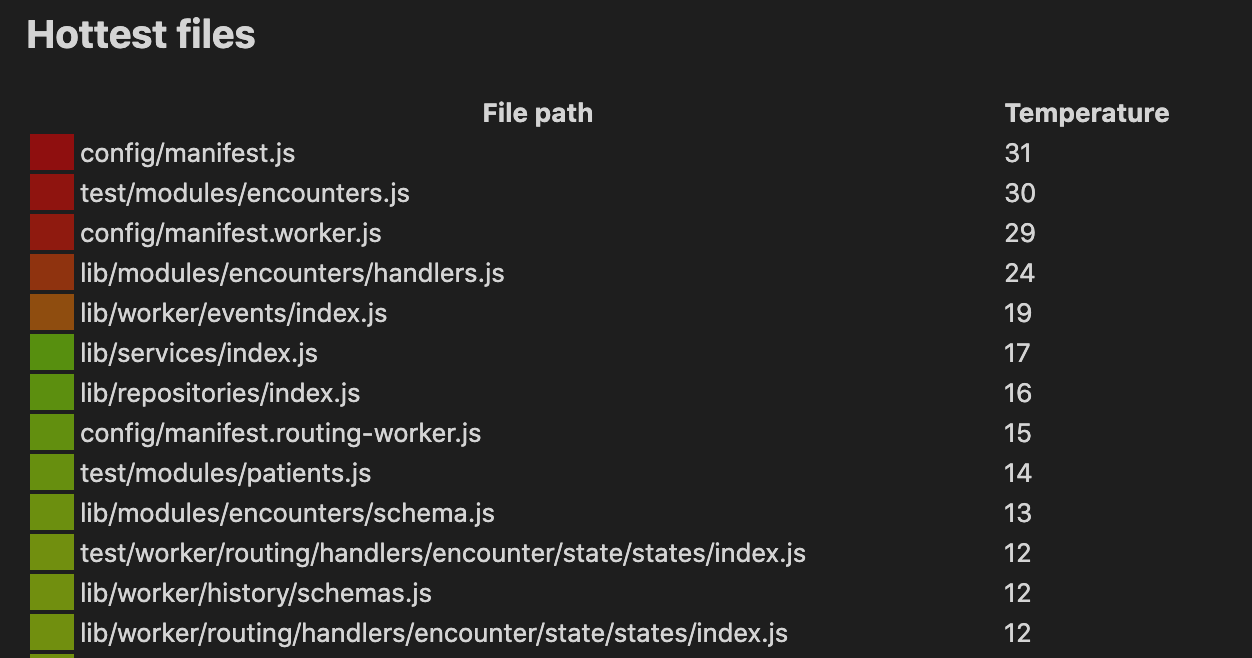 Hottest files
File path Temperature
config/manifest.js 31
test/modules/encounters.js 30
config/manifest.worker.js 29
lib/modules/encounters/handlers.js 24
lib/worker/events/index.js 19
lib/services/index.js 17
lib/repositories/index.js 16
config/manifest.routing-worker.js 15
test/modules/patients.js 14
lib/modules/encounters/schema.js 13
test/worker/routing/handlers/encounter/state/states/index.js 12
lib/worker/history/schemas.js 12
lib/worker/routing/handlers/encounter/state/states/index.js 12